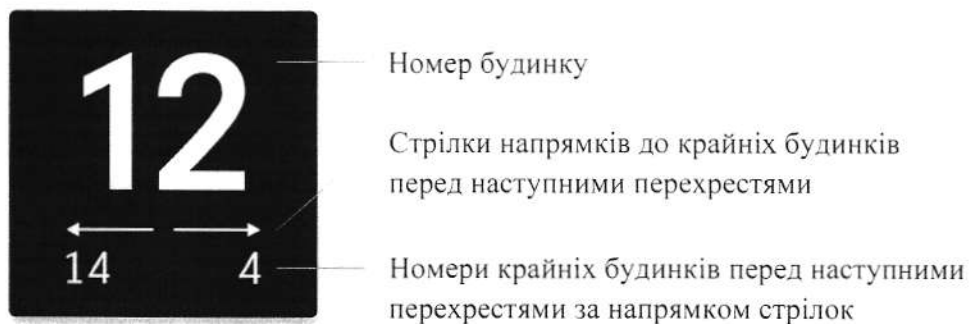 12
Номер будинку
Стрілки напрямків до крайніх будинків
перед наступними перехрестями
14 4
Номери крайніх будинків перед наступними
перехрестями за напрямком стрілок